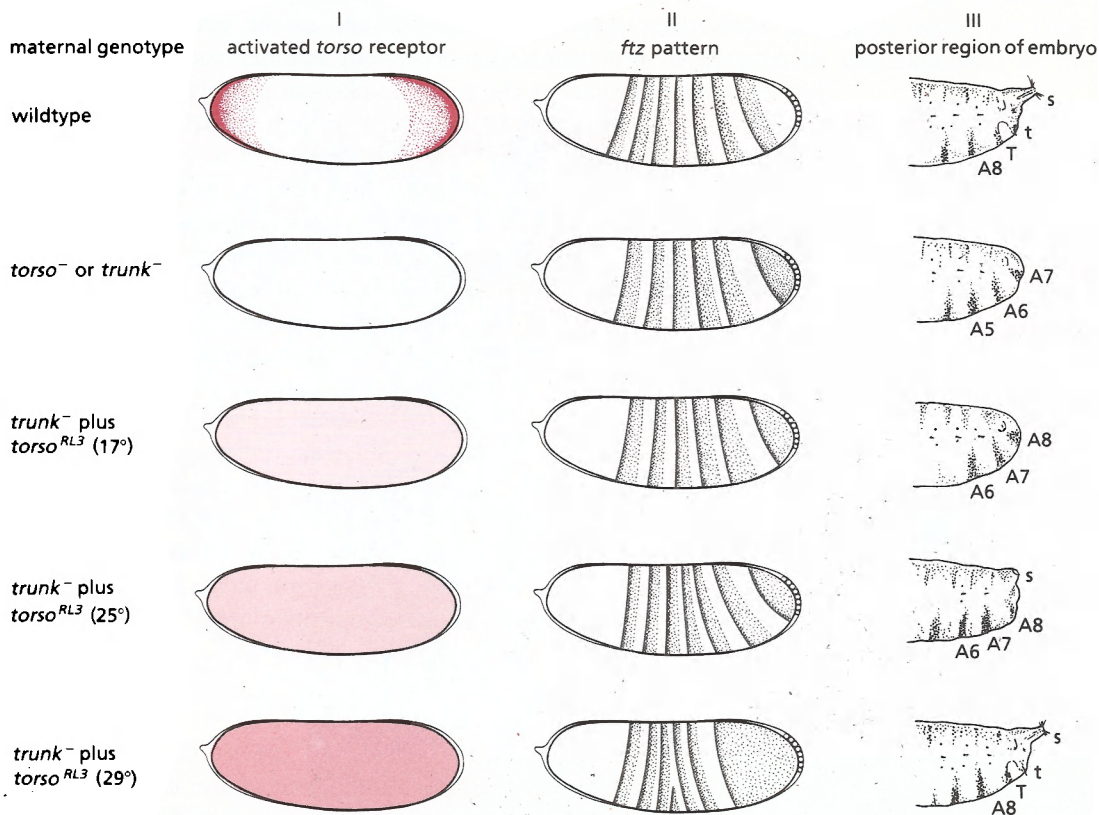 I II III
maternal genotype activated torso receptor ftz pattern posterior region of embryo
wildtype
s
t
T
A8
torso⁻ or trunk⁻
A7
A6
A5
trunk⁻ plus
torso^RL3 (17°)
A8
A7
A6
trunk⁻ plus
torso^RL3 (25°)
s
A8
A7
A6
trunk⁻ plus
torso^RL3 (29°)
s
t
T
A8